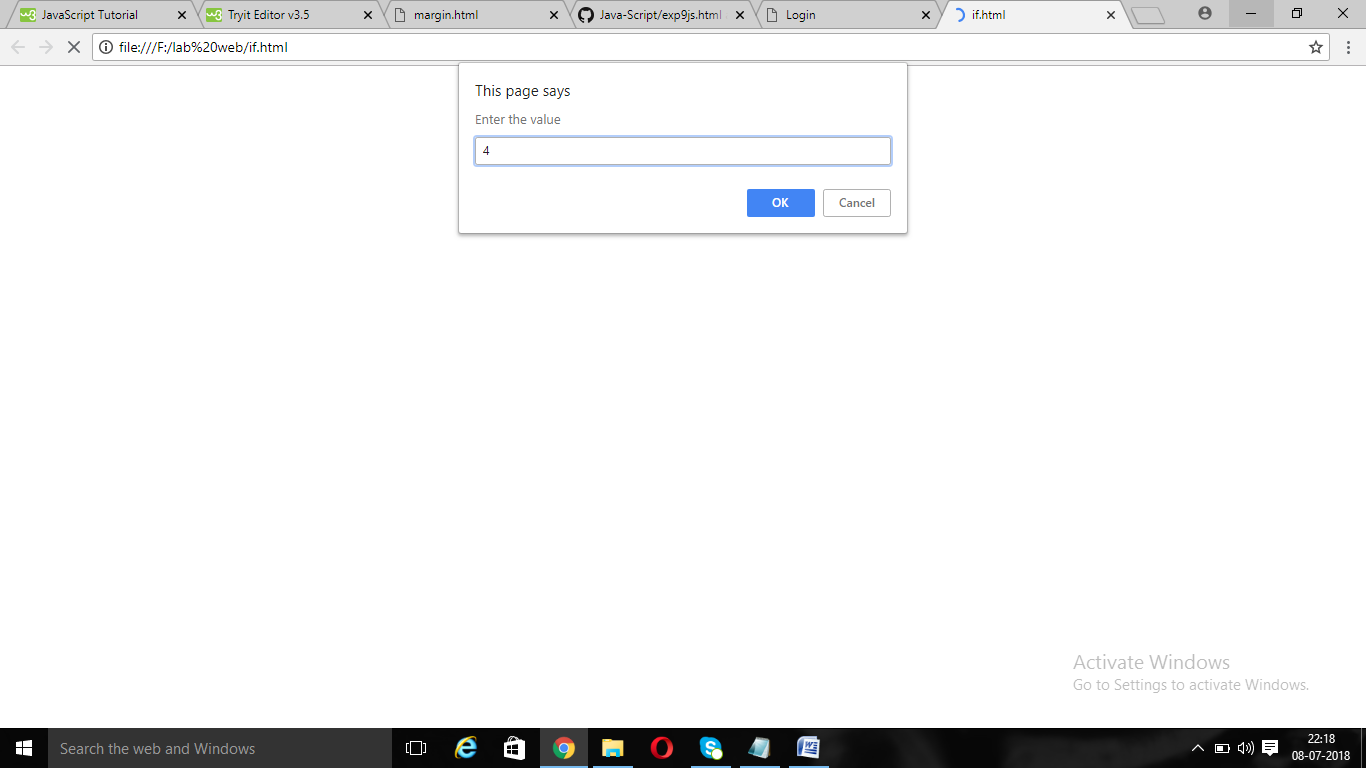 JavaScript Tutorial
Tryit Editor v3.5
margin.html
Java-Script/exp9js.html
Login
if.html
file:///F:/lab%20web/if.html
This page says
Enter the value
4
OK
Cancel
Activate Windows
Go to Settings to activate Windows.
Search the web and Windows
22:18
08-07-2018